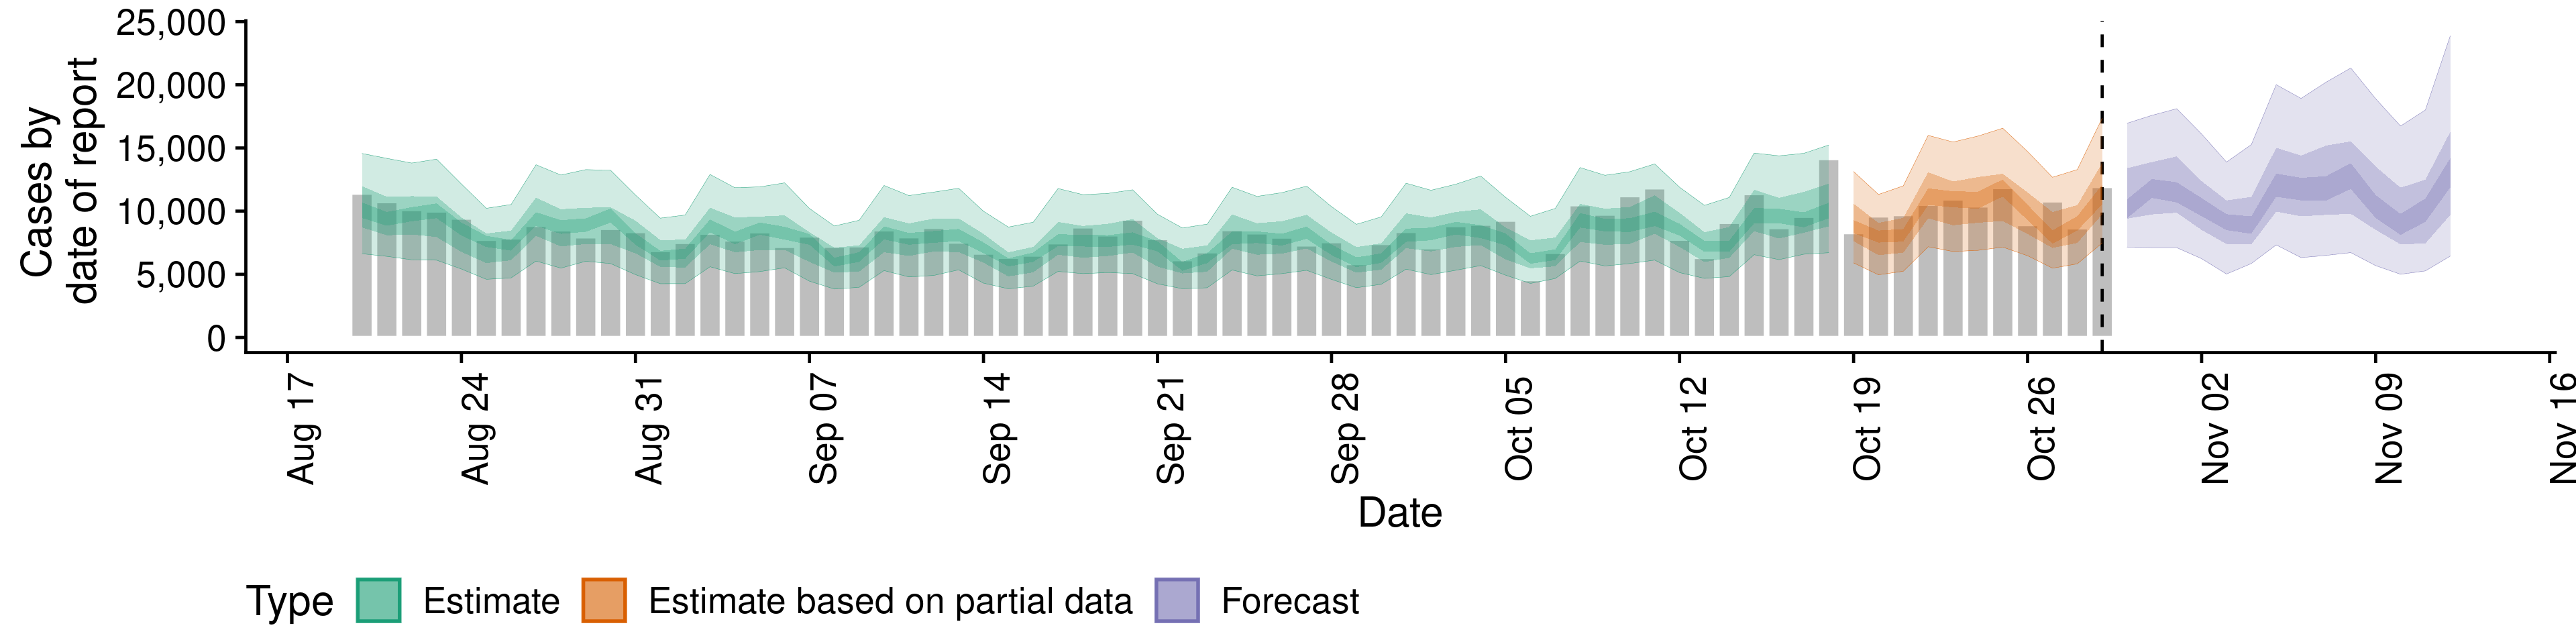 Cases by
date of report
25,000
20,000
15,000
10,000
5,000
0
Aug 17
Aug 24
Aug 31
Sep 07
Sep 14
Sep 21
Sep 28
Oct 05
Oct 12
Oct 19
Oct 26
Nov 02
Nov 09
Nov 16
Date
Type Estimate Estimate based on partial data Forecast